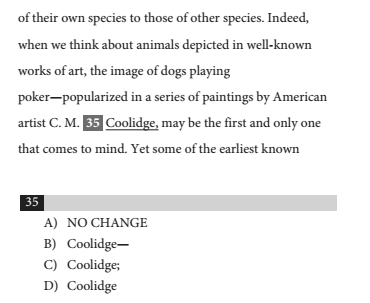 of their own species to those of other species. Indeed,
when we think about animals depicted in well-known
works of art, the image of dogs playing
poker—popularized in a series of paintings by American
artist C. M. 35 Coolidge, may be the first and only one
that comes to mind. Yet some of the earliest known
35
A) NO CHANGE
B) Coolidge—
C) Coolidge;
D) Coolidge